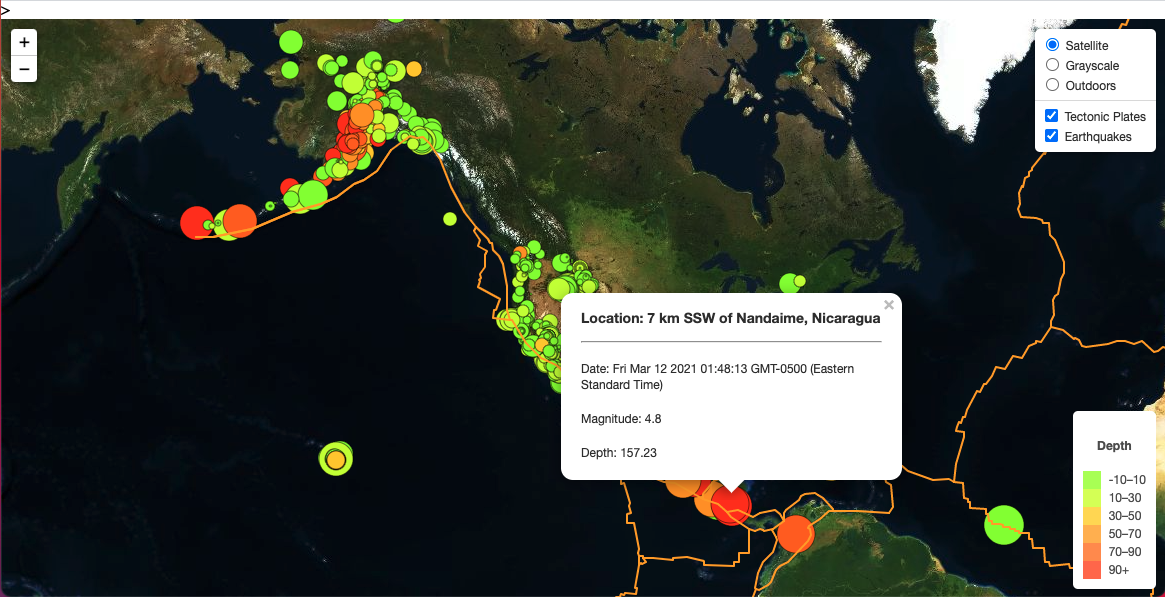 >
+
−
Satellite
Grayscale
Outdoors
Tectonic Plates
Earthquakes
×
Location: 7 km SSW of Nandaime, Nicaragua
Date: Fri Mar 12 2021 01:48:13 GMT-0500 (Eastern
Standard Time)
Magnitude: 4.8
Depth: 157.23
Depth
-10–10
10–30
30–50
50–70
70–90
90+